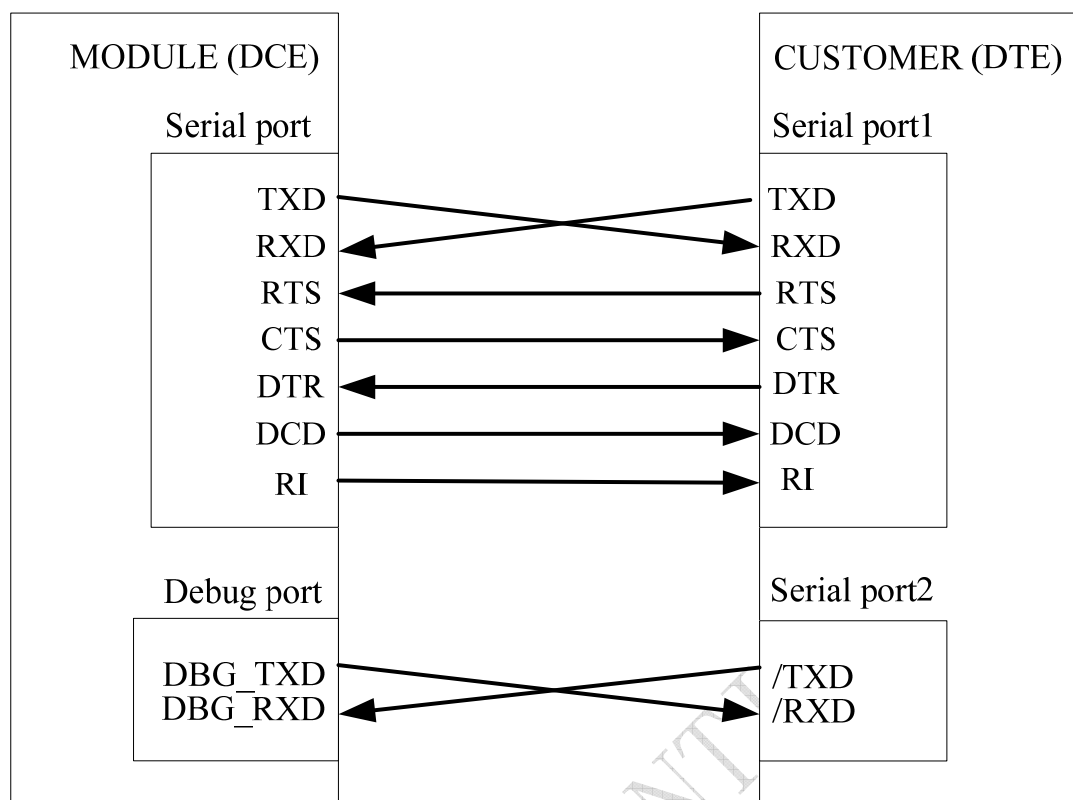 MODULE (DCE)
CUSTOMER (DTE)
Serial port
Serial port1
TXD
TXD
RXD
RXD
RTS
RTS
CTS
CTS
DTR
DTR
DCD
DCD
RI
RI
Debug port
Serial port2
DBG_TXD
/TXD
DBG_RXD
/RXD